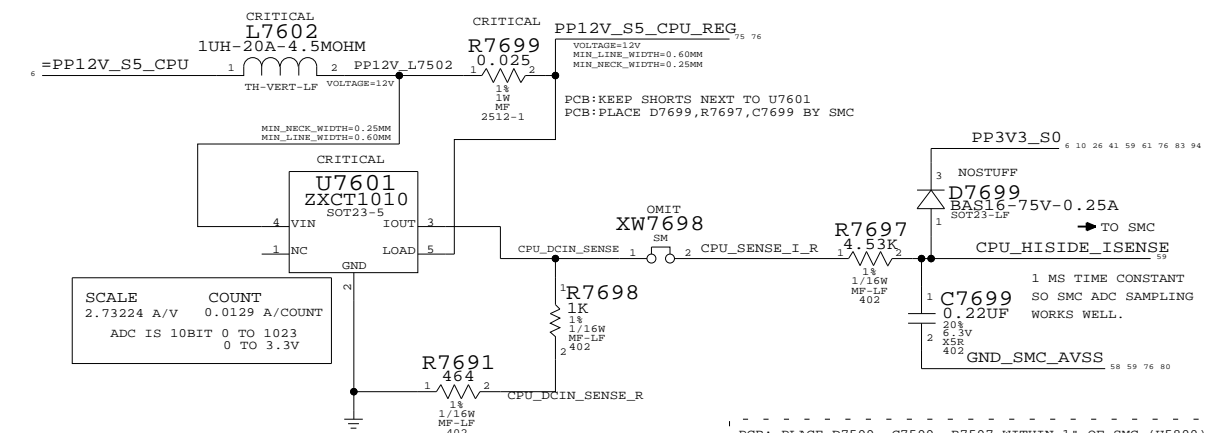 CRITICAL
L7602
1UH-20A-4.5MOHM
=PP12V_S5_CPU
6
1
2
TH-VERT-LF
PP12V_L7502
VOLTAGE=12V
CRITICAL
R7699
0.025
1
2
1%
1W
MF
2512-1
PP12V_S5_CPU_REG
75 76
VOLTAGE=12V
MIN_LINE_WIDTH=0.60MM
MIN_NECK_WIDTH=0.25MM
PCB:KEEP SHORTS NEXT TO U7601
PCB:PLACE D7699,R7697,C7699 BY SMC
MIN_NECK_WIDTH=0.25MM
MIN_LINE_WIDTH=0.60MM
CRITICAL
U7601
ZXCT1010
SOT23-5
4
VIN
IOUT
3
1
NC
LOAD
5
GND
2
SCALE COUNT
2.73224 A/V 0.0129 A/COUNT
ADC IS 10BIT 0 TO 1023
0 TO 3.3V
CPU_DCIN_SENSE
OMIT
XW7698
SM
1
2
CPU_SENSE_I_R
R7697
4.53K
1
2
1%
1/16W
MF-LF
402
PP3V3_S0
6 10 26 41 59 61 76 83 94
3
NOSTUFF
D7699
BAS16-75V-0.25A
SOT23-LF
1
TO SMC
CPU_HISIDE_ISENSE
59
1 MS TIME CONSTANT
SO SMC ADC SAMPLING
WORKS WELL.
1
C7699
0.22UF
20%
6.3V
X5R
402
2
GND_SMC_AVSS
58 59 76 80
1
R7698
1K
1%
1/16W
MF-LF
402
2
R7691
464
1
2
1%
1/16W
MF-LF
402
CPU_DCIN_SENSE_R